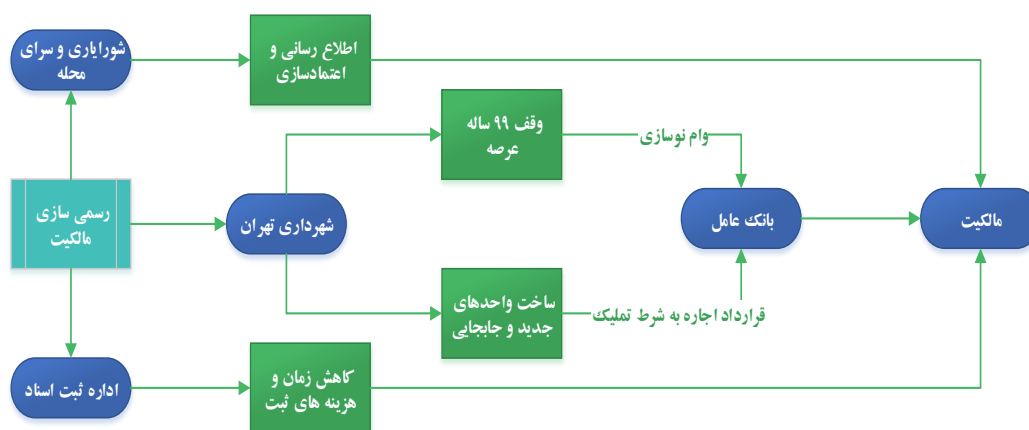 شورایاری و سرای
محله
اطلاع رسانی و
اعتمادسازی
وقف ۹۹ ساله
عرصه
وام نوسازی
رسمی سازی
مالکیت
شهرداری تهران
بانک عامل
مالکیت
ساخت واحدهای
جدید و جابجایی
قرارداد اجاره به شرط تملیک
اداره ثبت اسناد
کاهش زمان و
هزینه های ثبت